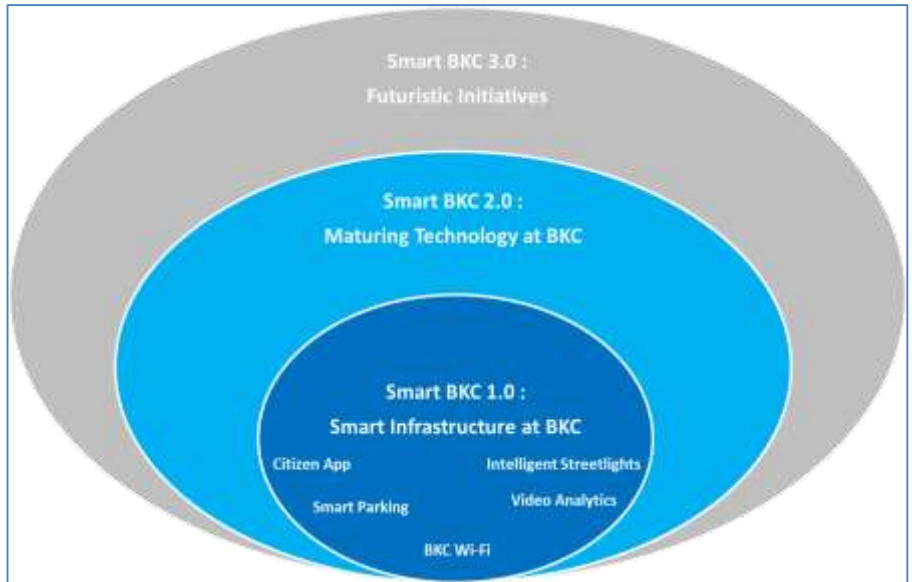 Smart BKC 3.0 :
Futuristic Initiatives
Smart BKC 2.0 :
Maturing Technology at BKC
Smart BKC 1.0 :
Smart Infrastructure at BKC
Citizen App
Intelligent Streetlights
Smart Parking
Video Analytics
BKC Wi-Fi